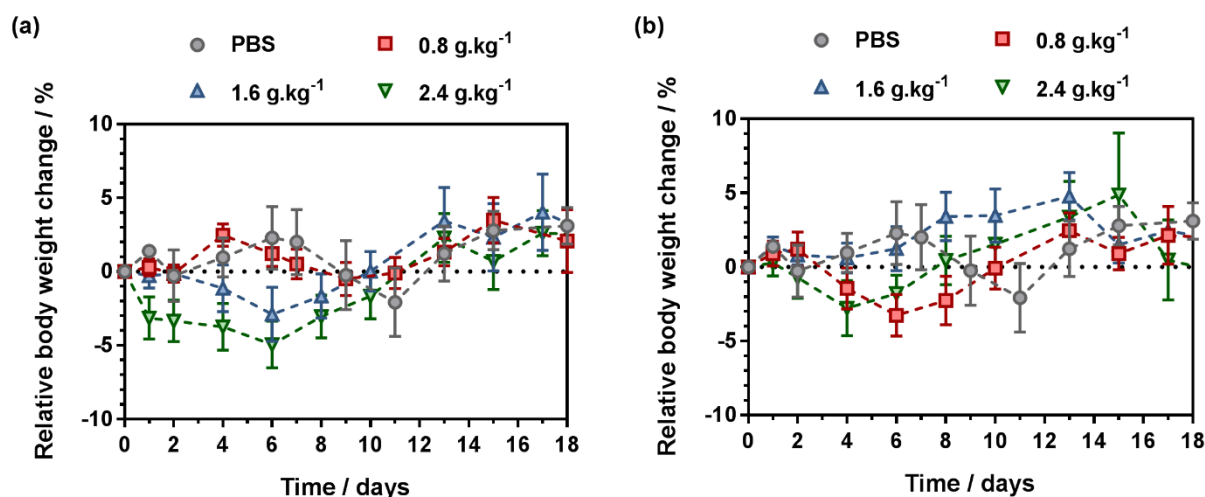 (a)
PBS
0.8 g.kg⁻¹
1.6 g.kg⁻¹
2.4 g.kg⁻¹
Relative body weight change / %
10
5
0
-5
-10
0 2 4 6 8 10 12 14 16 18
Time / days
(b)
PBS
0.8 g.kg⁻¹
1.6 g.kg⁻¹
2.4 g.kg⁻¹
Relative body weight change / %
10
5
0
-5
-10
0 2 4 6 8 10 12 14 16 18
Time / days